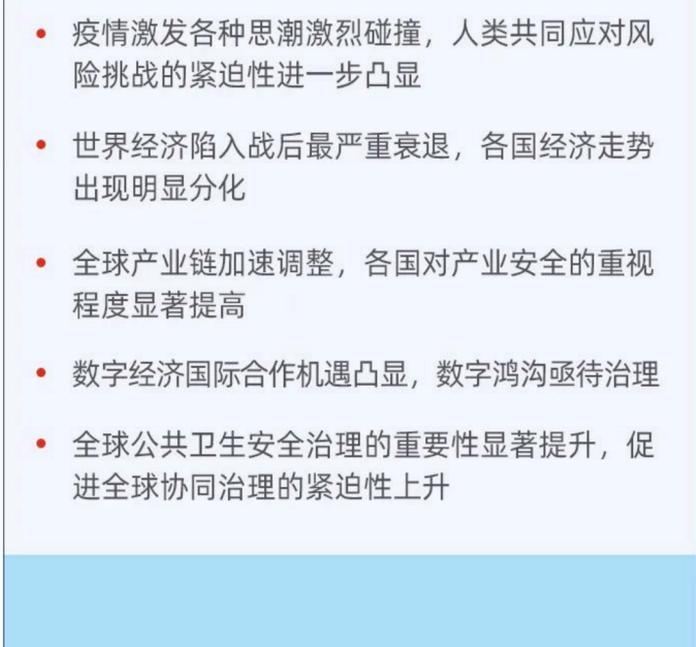 疫情激发各种思潮激烈碰撞，人类共同应对风
险挑战的紧迫性进一步凸显
世界经济陷入战后最严重衰退，各国经济走势
出现明显分化
全球产业链加速调整，各国对产业安全的重视
程度显著提高
数字经济国际合作机遇凸显，数字鸿沟亟待治理
全球公共卫生安全治理的重要性显著提升，促
进全球协同治理的紧迫性上升